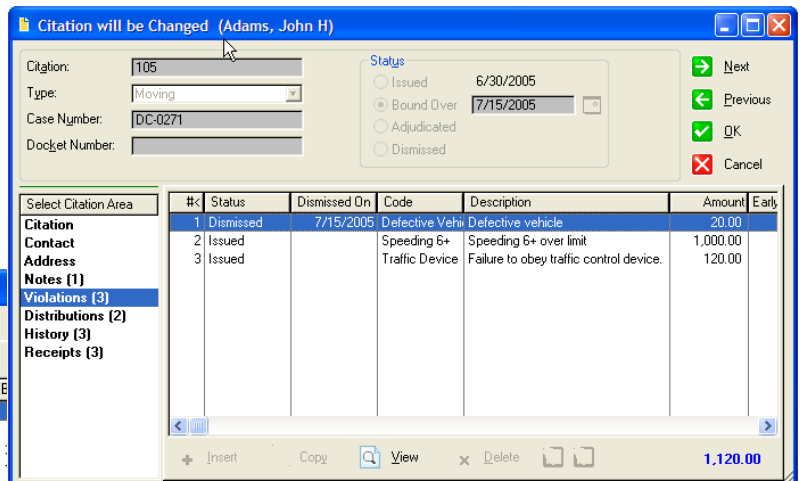 Citation will be Changed (Adams, John H)
Citation: 105
Type: Moving
Case Number: DC-0271
Docket Number:
Status
Issued 6/30/2005
Bound Over 7/15/2005
Adjudicated
Dismissed
Next
Previous
OK
Cancel
Select Citation Area
Citation
Contact
Address
Notes (1)
Violations (3)
Distributions (2)
History (3)
Receipts (3)
#< Status Dismissed On Code Description Amount Early
1 Dismissed 7/15/2005 Defective Vehi Defective vehicle 20.00
2 Issued Speeding 6+ Speeding 6+ over limit 1,000.00
3 Issued Traffic Device Failure to obey traffic control device. 120.00
Insert Copy View Delete 1,120.00